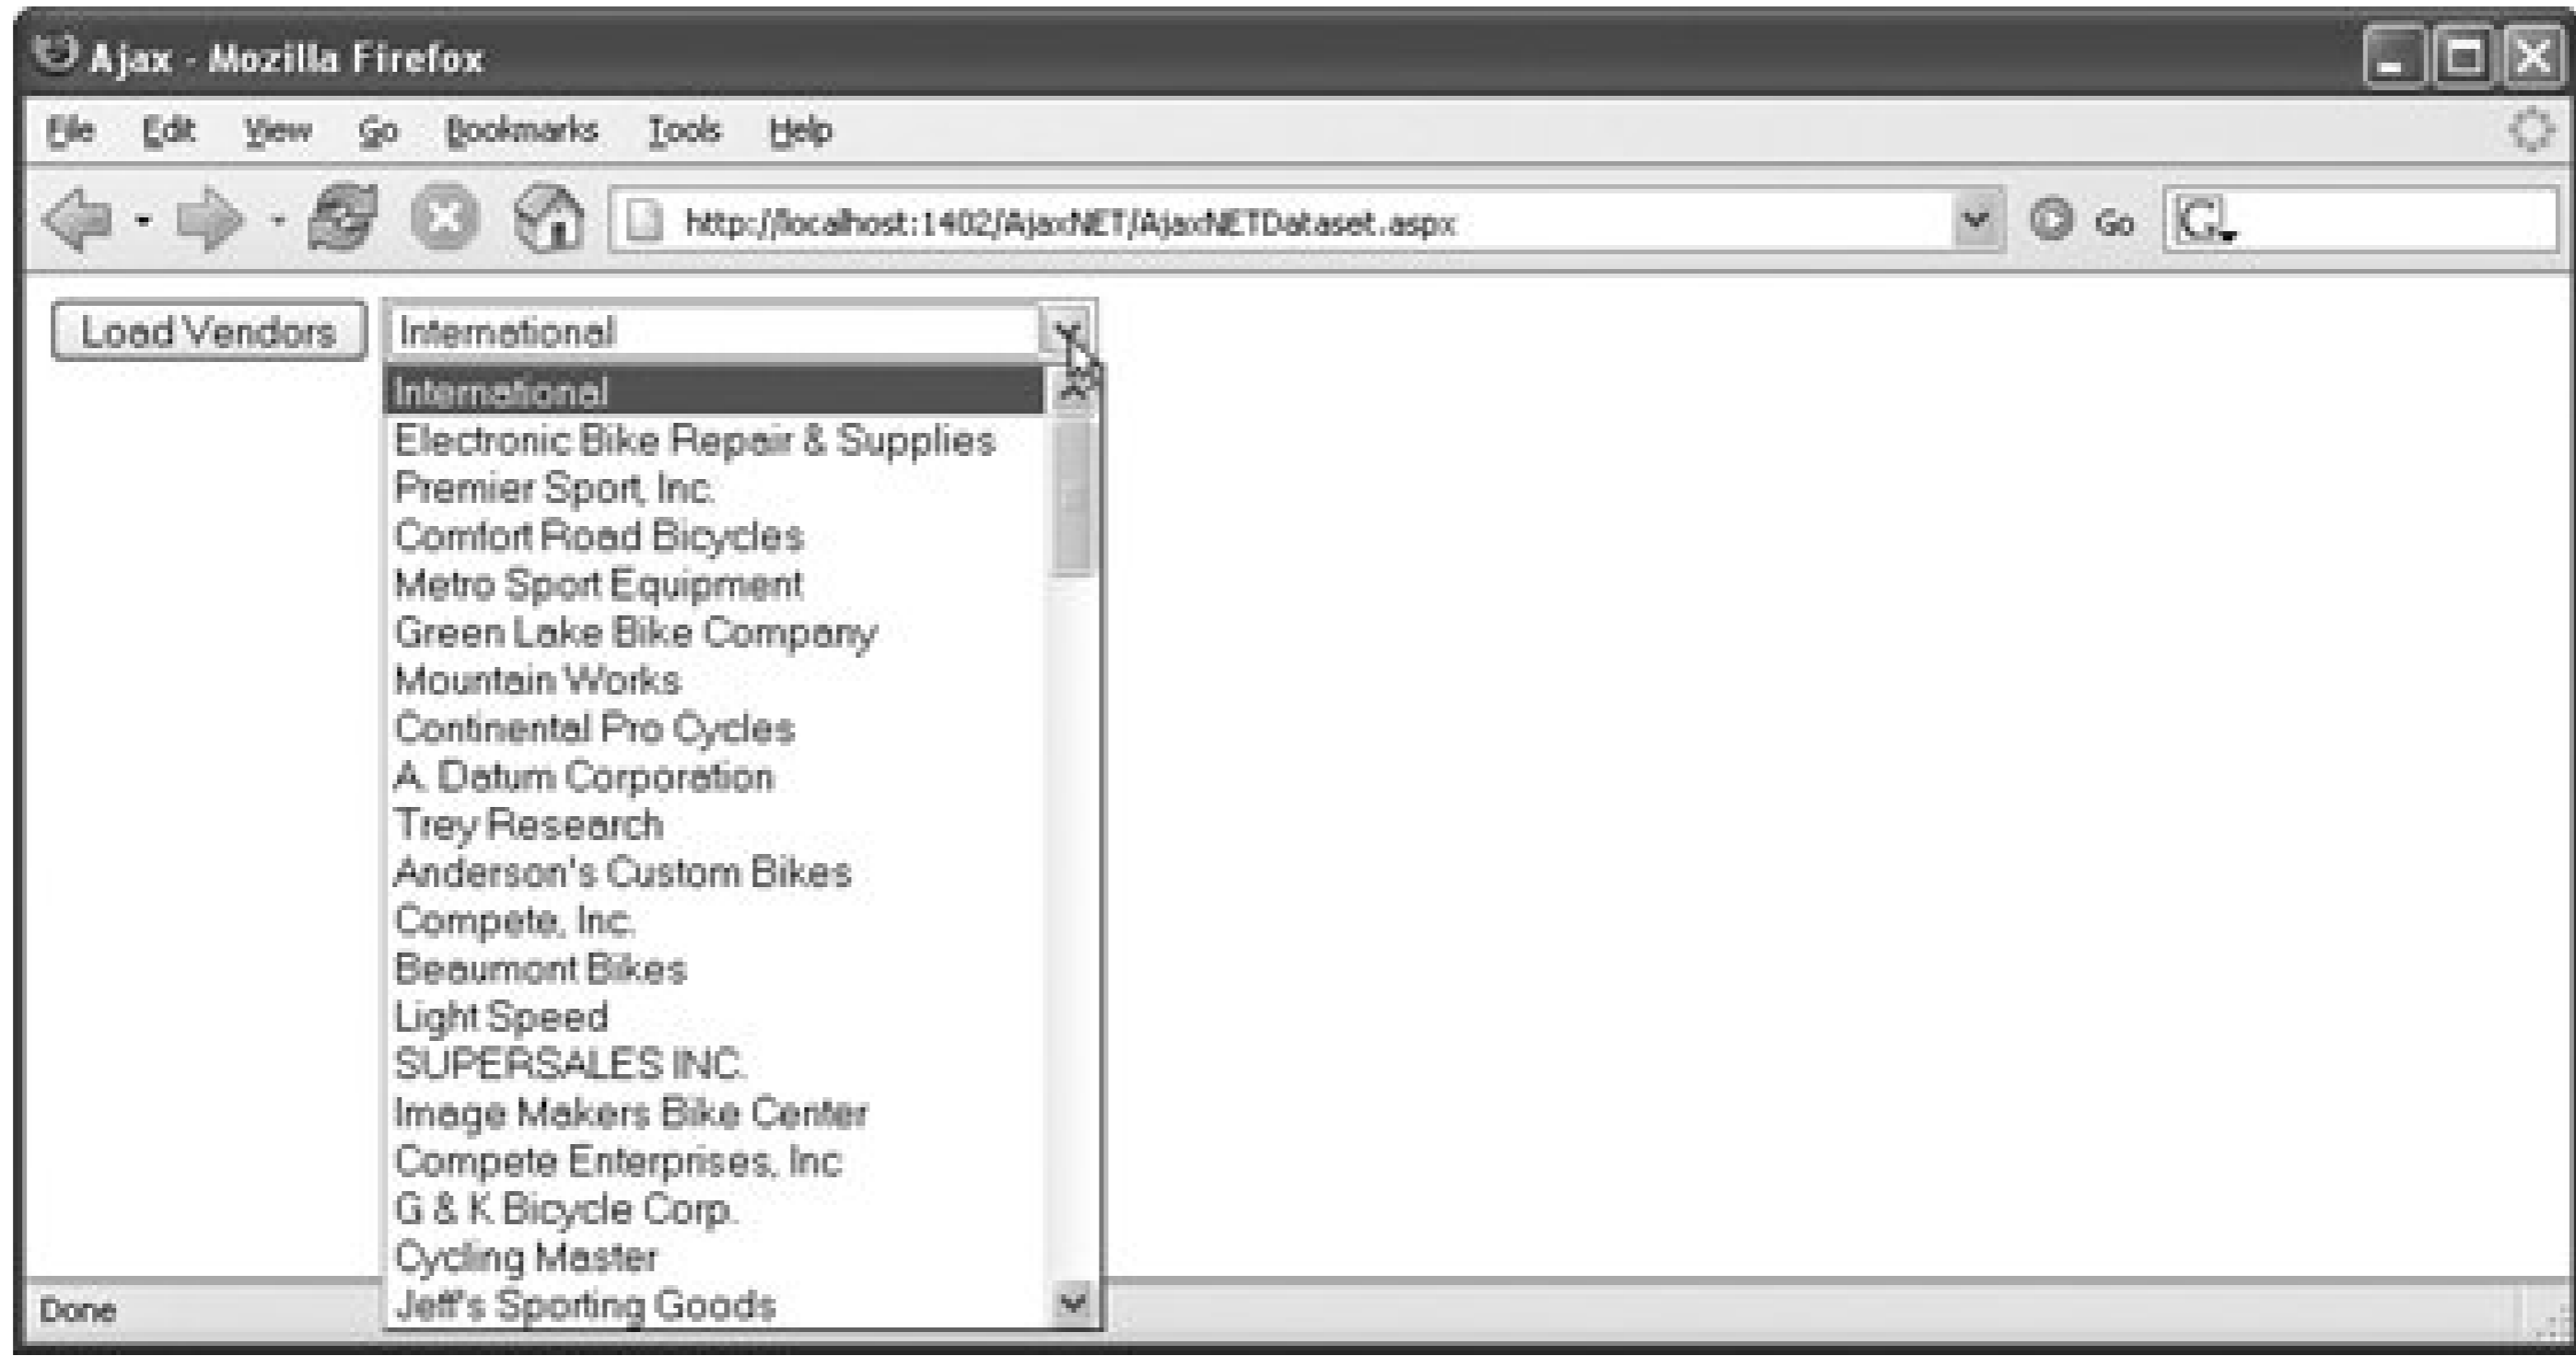 Ajax - Mozilla Firefox
File Edit View Go Bookmarks Tools Help
http://localhost:1402/AjaxNET/AjaxNETDataset.aspx Go G
Load Vendors International
International
Electronic Bike Repair & Supplies
Premier Sport, Inc.
Comfort Road Bicycles
Metro Sport Equipment
Green Lake Bike Company
Mountain Works
Continental Pro Cycles
A. Datum Corporation
Trey Research
Anderson's Custom Bikes
Compete, Inc.
Beaumont Bikes
Light Speed
SUPERSALES INC.
Image Makers Bike Center
Compete Enterprises, Inc
G & K Bicycle Corp.
Cycling Master
Jeff's Sporting Goods
Done